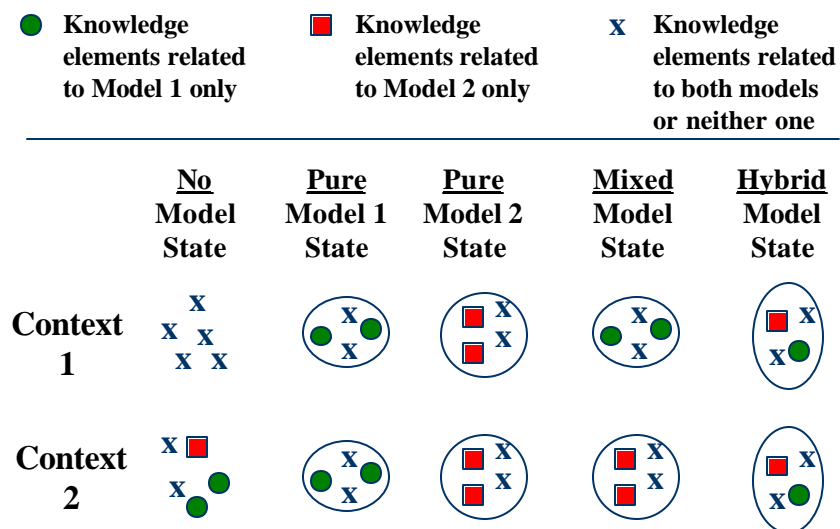 Knowledge
elements related
to Model 1 only
Knowledge
elements related
to Model 2 only
x Knowledge
elements related
to both models
or neither one
No
Model
State
Pure
Model 1
State
Pure
Model 2
State
Mixed
Model
State
Hybrid
Model
State
Context
1
x
x x
x x
x
x
x
x
x
x
x
x
Context
2
x
x
x
x
x
x
x
x
x
x